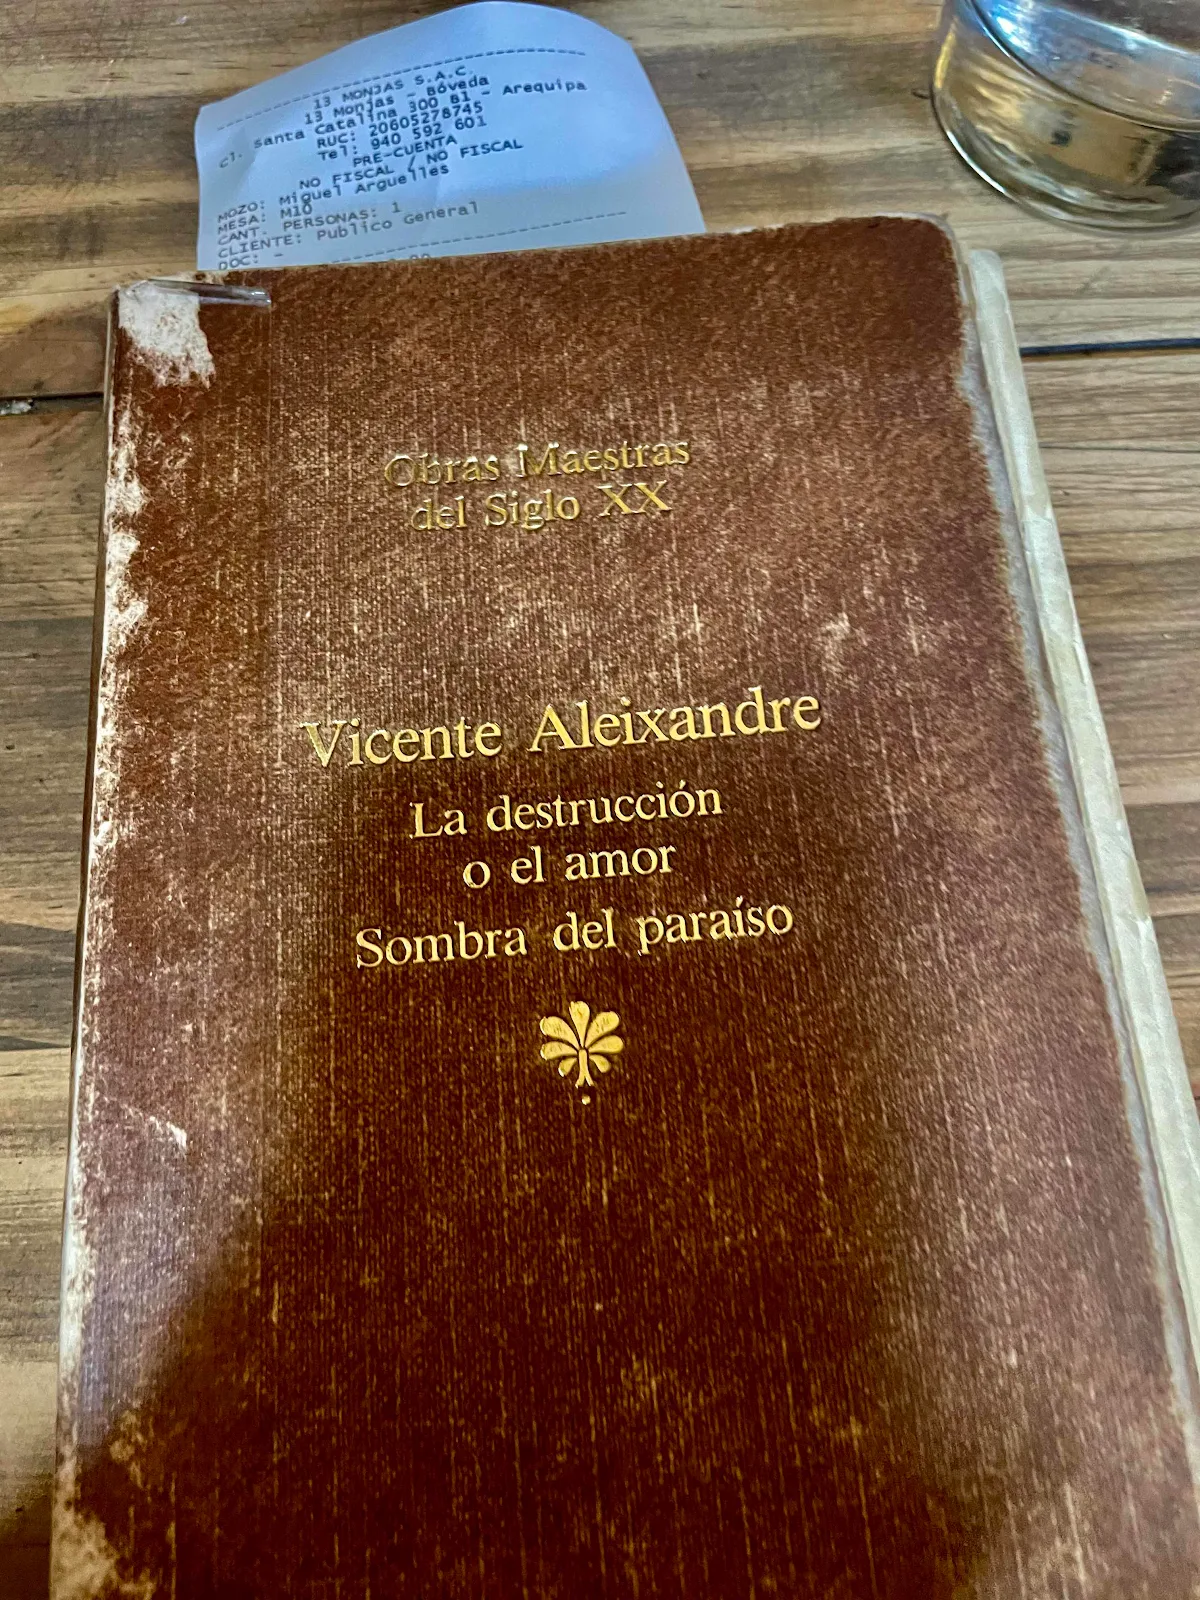 13 MONJAS S.A.C.
13 Monjas - Bóveda
cl. santa Catalina 300 B1 - Arequipa
RUC: 20605278745
Tel: 940 592 601
PRE-CUENTA
NO FISCAL / NO FISCAL
MOZO: Miguel Arguelles
MESA: M10
CANT. PERSONAS: 1
CLIENTE: Publico General
DOC: -
Obras Maestras
del Siglo XX
Vicente Aleixandre
La destrucción
o el amor
Sombra del paraíso